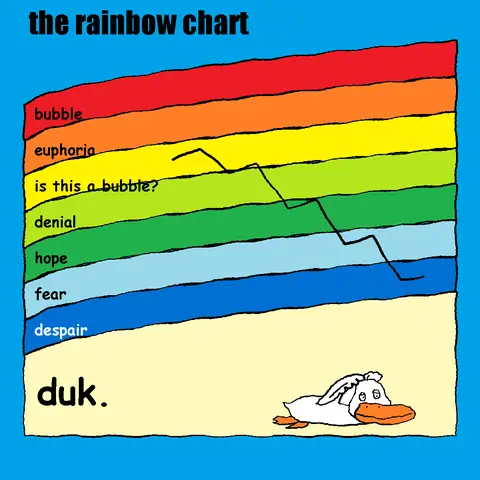 the rainbow chart
bubble
euphoria
is this a bubble?
denial
hope
fear
despair
duk.